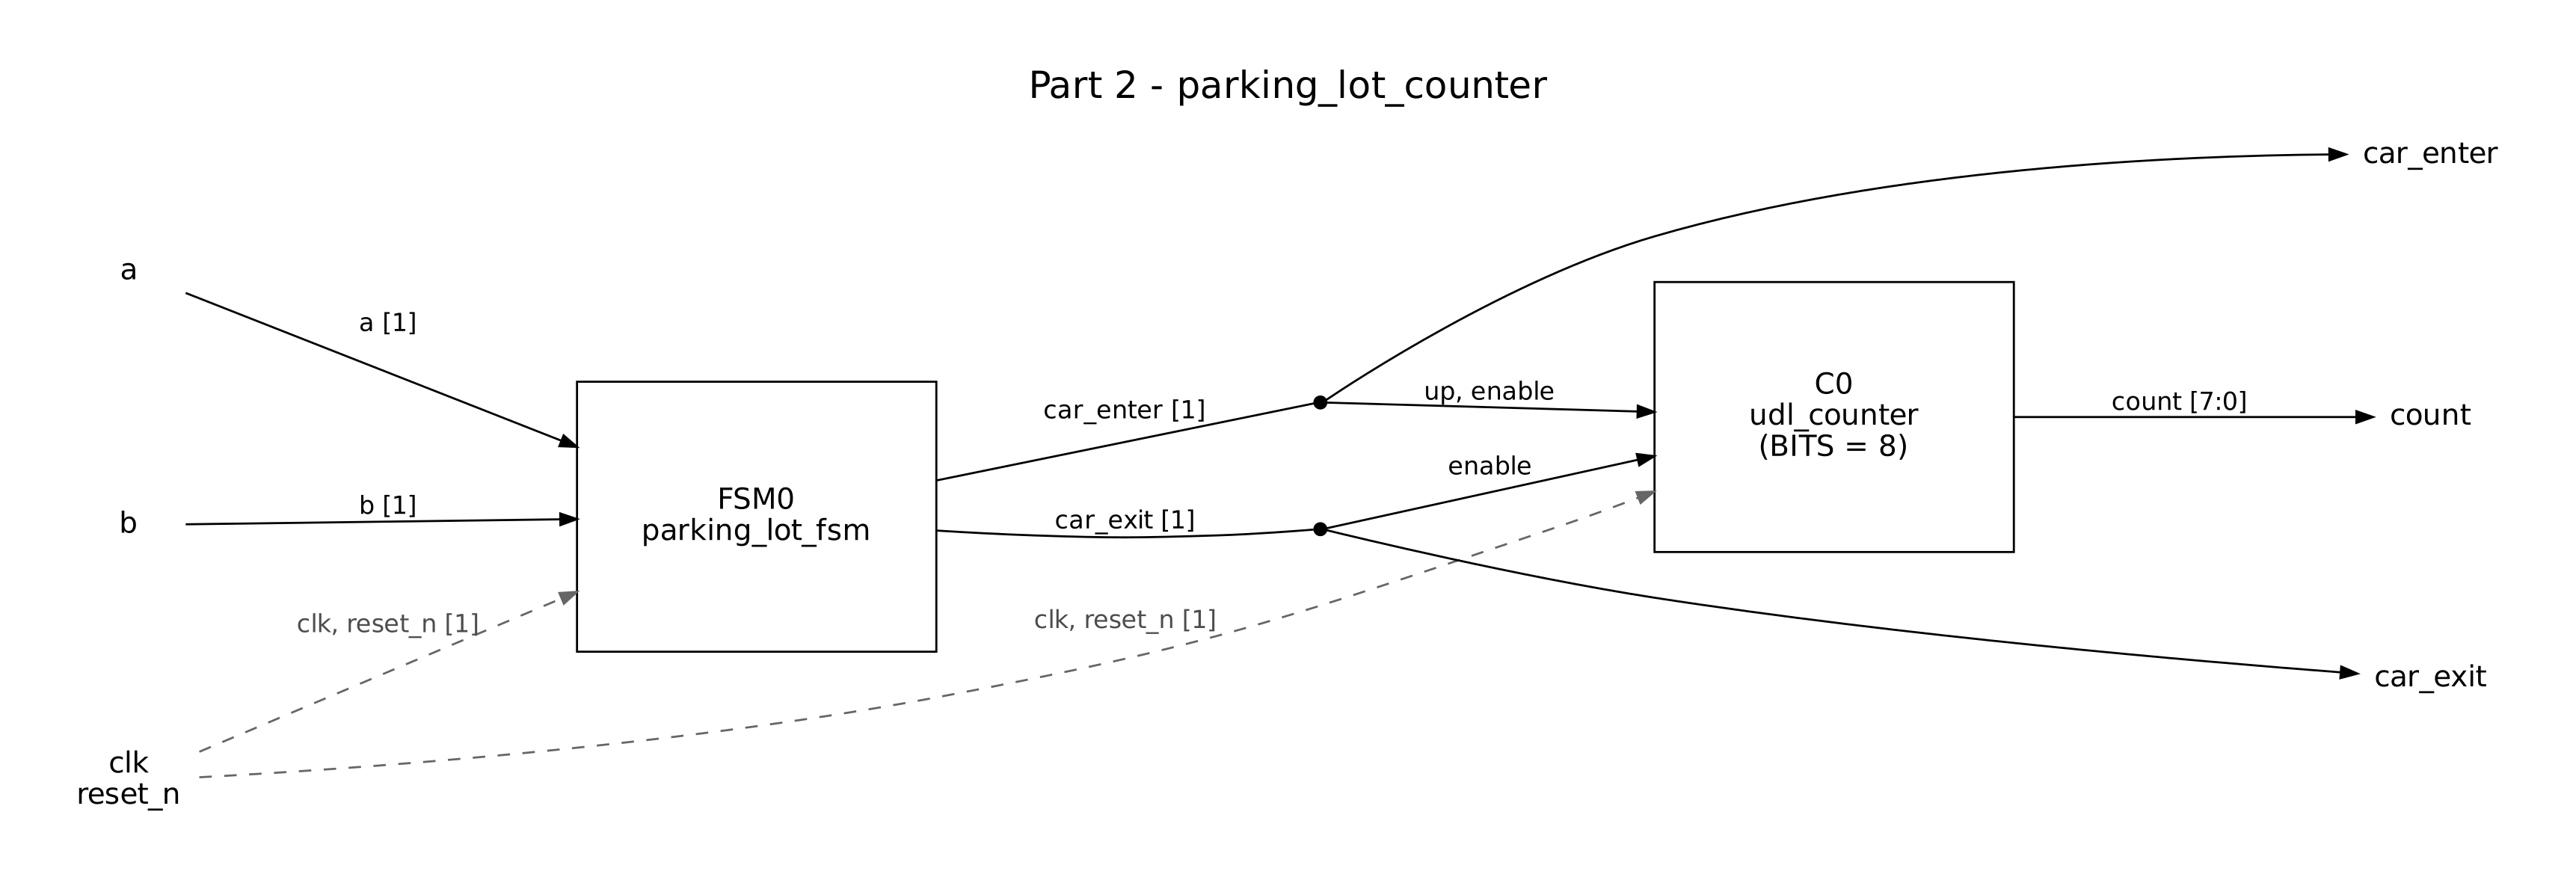 Part 2 - parking_lot_counter
car_enter
a
a [1]
C0
udl_counter
(BITS = 8)
up, enable
count [7:0]
count
car_enter [1]
enable
b
b [1]
FSM0
parking_lot_fsm
car_exit [1]
clk, reset_n [1]
clk, reset_n [1]
car_exit
clk
reset_n